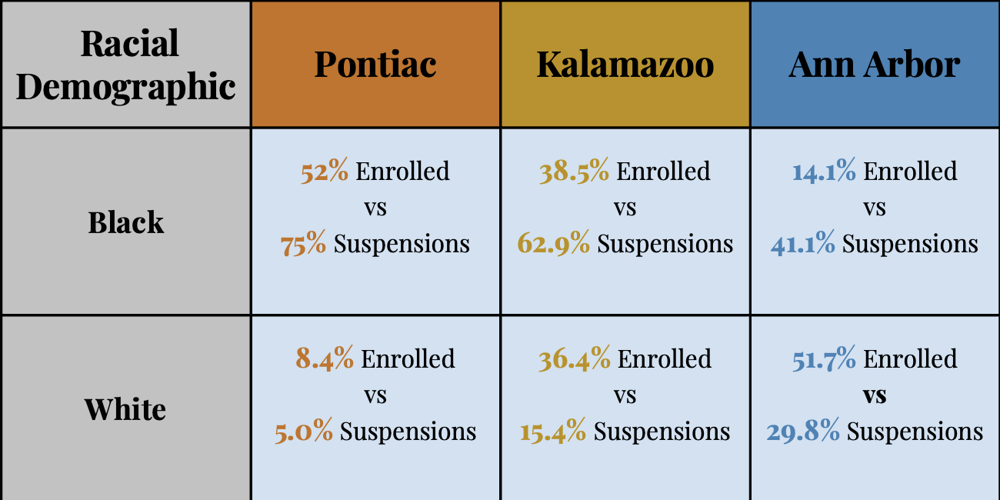 Racial
Demographic
Pontiac
Kalamazoo
Ann Arbor
Black
52% Enrolled
vs
75% Suspensions
38.5% Enrolled
vs
62.9% Suspensions
14.1% Enrolled
vs
41.1% Suspensions
White
8.4% Enrolled
vs
5.0% Suspensions
36.4% Enrolled
vs
15.4% Suspensions
51.7% Enrolled
vs
29.8% Suspensions